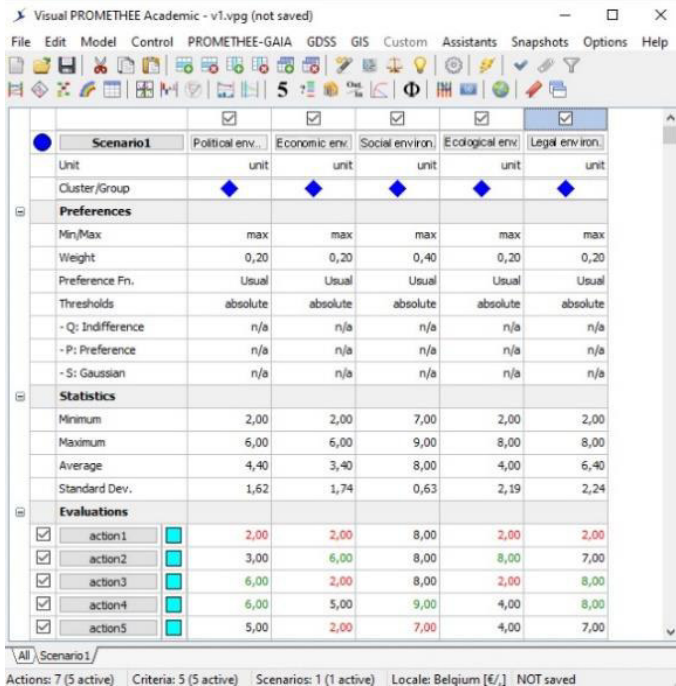 Visual PROMETHEE Academic - v1.vpg (not saved)
File Edit Model Control PROMETHEE-GAIA GDSS GIS Custom Assistants Snapshots Options Help
5 Φ
Scenario1 Political env... Economic env. Social environ. Ecological env. Legal environ.
Unit unit unit unit unit unit
Cluster/Group
Preferences
Min/Max max max max max max
Weight 0,20 0,20 0,40 0,20 0,20
Preference Fn. Usual Usual Usual Usual Usual
Thresholds absolute absolute absolute absolute absolute
- Q: Indifference n/a n/a n/a n/a n/a
- P: Preference n/a n/a n/a n/a n/a
- S: Gaussian n/a n/a n/a n/a n/a
Statistics
Minimum 2,00 2,00 7,00 2,00 2,00
Maximum 6,00 6,00 9,00 8,00 8,00
Average 4,40 3,40 8,00 4,00 6,40
Standard Dev. 1,62 1,74 0,63 2,19 2,24
Evaluations
action1 2,00 2,00 8,00 2,00 2,00
action2 3,00 6,00 8,00 8,00 7,00
action3 6,00 2,00 8,00 2,00 8,00
action4 6,00 5,00 9,00 4,00 8,00
action5 5,00 2,00 7,00 4,00 7,00
All Scenario1
Actions: 7 (5 active) Criteria: 5 (5 active) Scenarios: 1 (1 active) Locale: Belgium [€/,] NOT saved